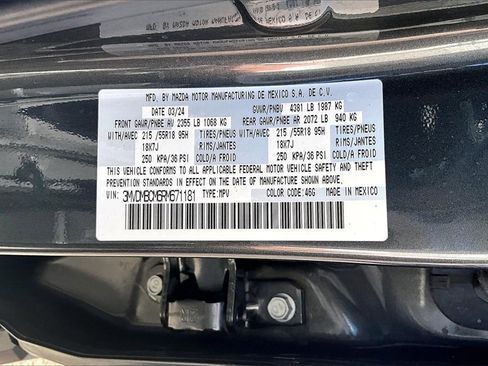 MFD. BY MAZDA MOTOR MANUFACTURING DE MEXICO S.A. DE C.V.
DATE 03/24 GVWR/PNBV 4381 LB 1987 KG
FRONT GAWR/PNBE AV 2355 LB 1068 KG REAR GAWR/PNBE AR 2072 LB 940 KG
WITH/AVEC 215 /55R18 95H TIRES/PNEUS WITH/AVEC 215 /55R18 95H TIRES/PNEUS
18X7J RIMS/JANTE 18X7J RIMS/JANTE
250 KPA/36 PSI COLD/A FROID 250 KPA/36 PSI COLD/A FROID
THIS VEHICLE CONFORMS TO ALL APPLICABLE FEDERAL MOTOR VEHICLE SAFETY AND THEFT PREVENTION
STANDARDS IN EFFECT ON THE DATE OF MANUFACTURE SHOWN ABOVE.
VIN: 3MVDMBCM6RM671181 TYPE:MPV COLOR CODE:46G MADE IN MEXICO